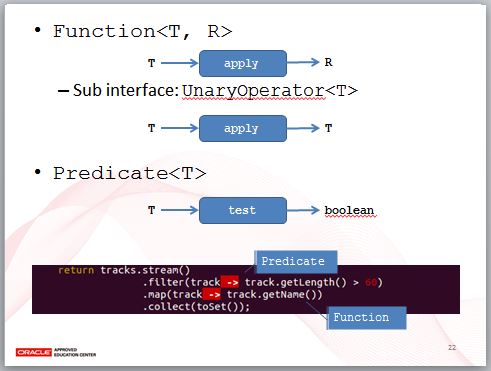 • Function<T, R>
T apply R
– Sub interface: UnaryOperator<T>
T apply T
• Predicate<T>
T test boolean
Predicate
return tracks.stream()
.filter(track -> track.getLength() > 60)
.map(track -> track.getName())
.collect(toSet());
Function
ORACLE APPROVED EDUCATION CENTER
22